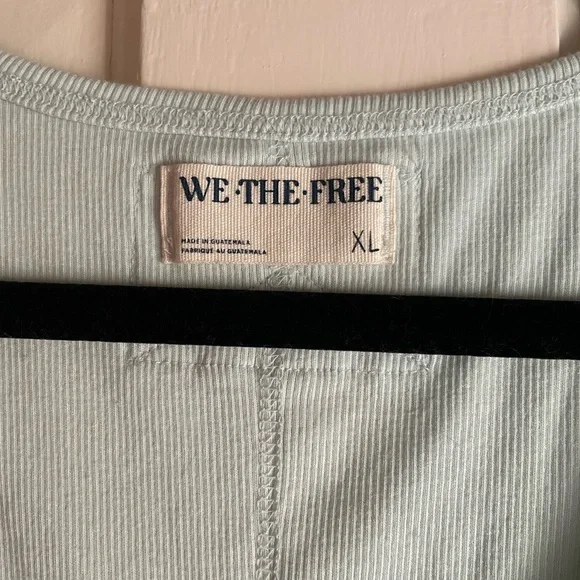 WE·THE·FREE
MADE IN GUATEMALA
FABRIQUÉ AU GUATEMALA
XL